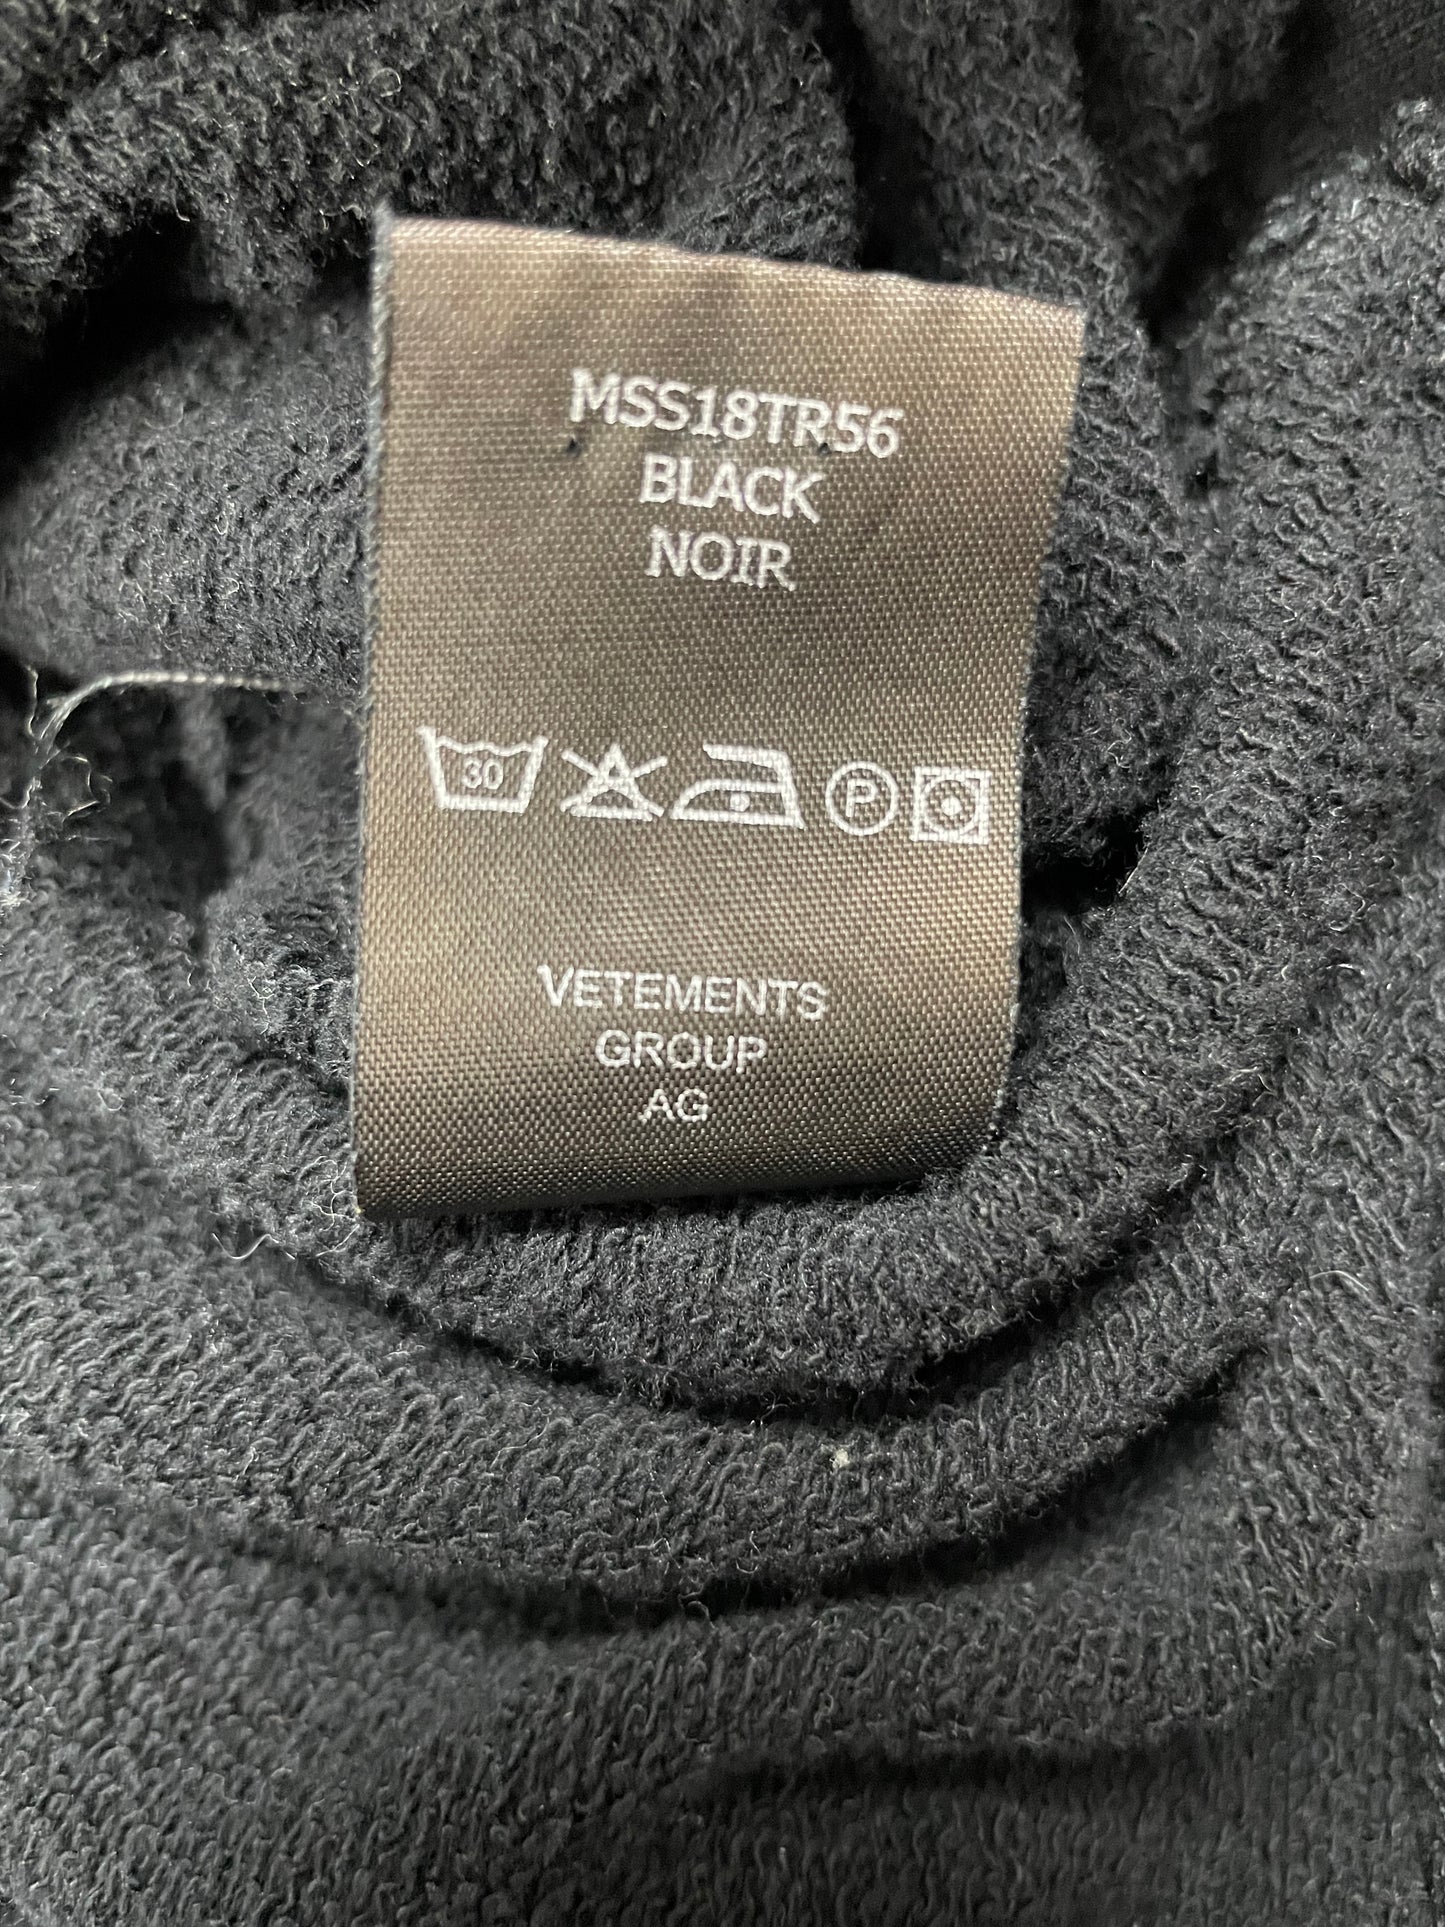 MSS18TR56
BLACK
NOIR
30 P
VETEMENTS
GROUP
AG